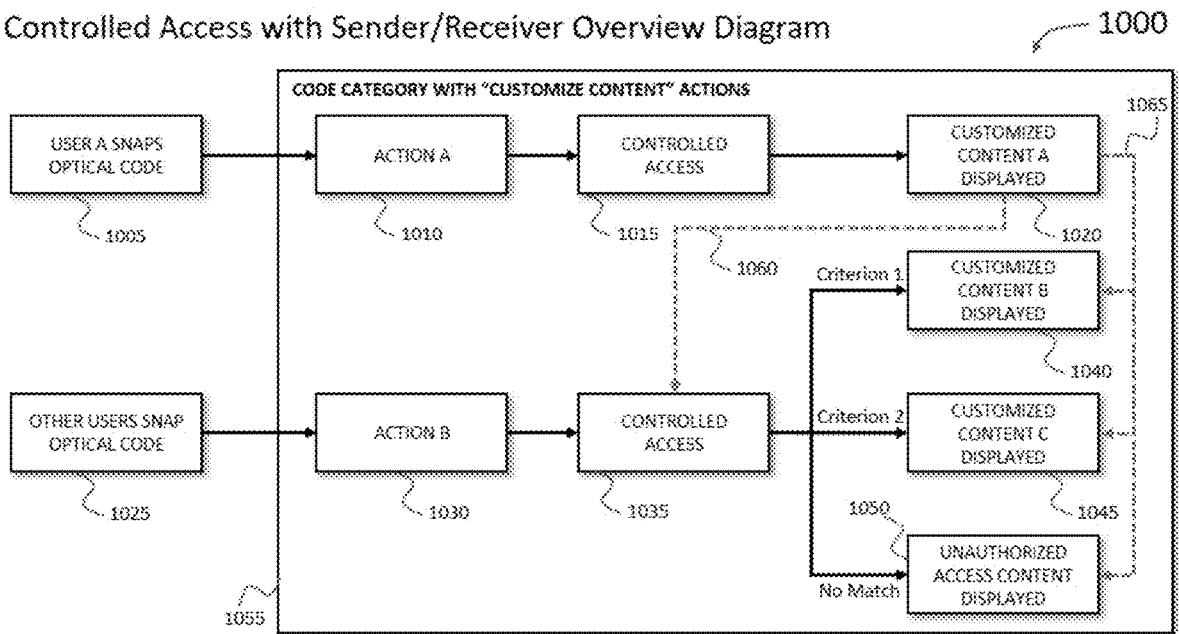 Controlled Access with Sender/Receiver Overview Diagram
1000
CODE CATEGORY WITH "CUSTOMIZE CONTENT" ACTIONS
1065
USER A SNAPS
OPTICAL CODE
ACTION A
CONTROLLED
ACCESS
CUSTOMIZED
CONTENT A
DISPLAYED
1005
1010
1015
1020
1060
Criterion 1
CUSTOMIZED
CONTENT B
DISPLAYED
1040
OTHER USERS SNAP
OPTICAL CODE
ACTION B
CONTROLLED
ACCESS
Criterion 2
CUSTOMIZED
CONTENT C
DISPLAYED
1025
1030
1035
1045
1050
UNAUTHORIZED
ACCESS CONTENT
DISPLAYED
No Match
1055